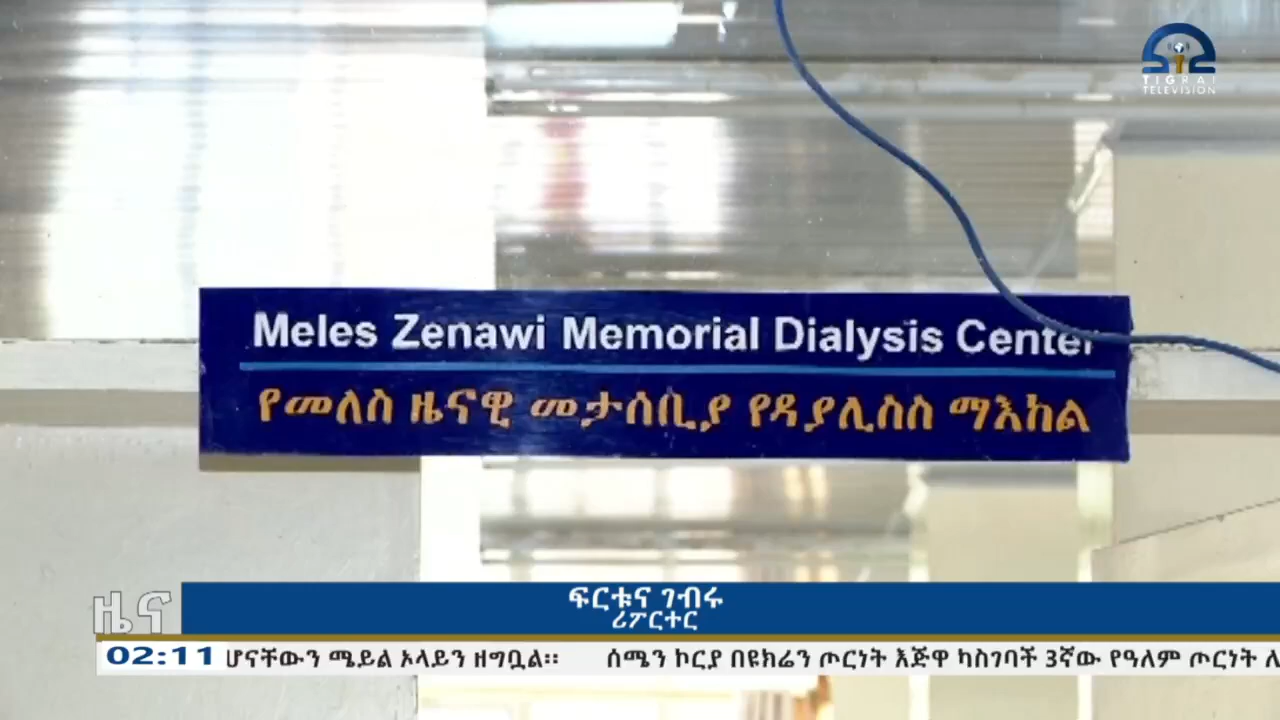 TIGRAI
TELEVISION
Meles Zenawi Memorial Dialysis Center
የመለስ ዜናዊ መታሰቢያ የዳያሊስስ ማእከል
ፍርቱና ገብሩ
ዜና
ሪፖርተር
02:11 ሆናቸውን ሜይል ኦላይን ዘግቧል። ሰሜን ኮርያ በዩክሬን ጦርነት እጅዋ ካስገባች 3ኛው የዓለም ጦርነት